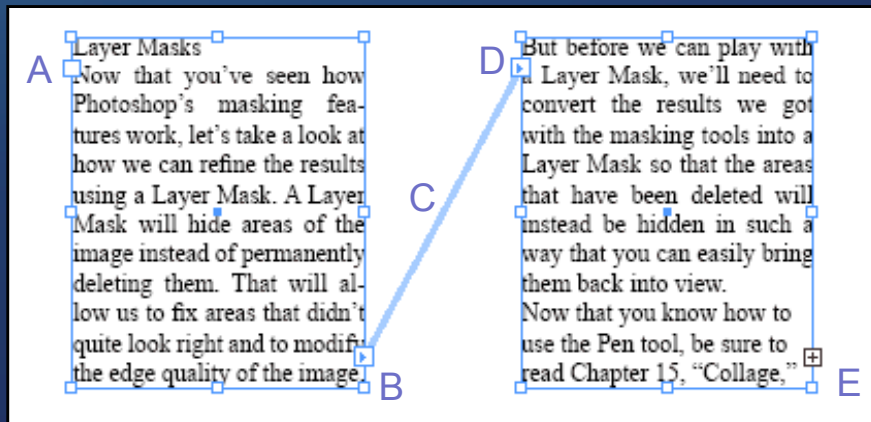 A
Layer Masks
Now that you've seen how
Photoshop's masking fea-
tures work, let's take a look at
how we can refine the results
using a Layer Mask. A Layer
Mask will hide areas of the
image instead of permanently
deleting them. That will al-
low us to fix areas that didn't
quite look right and to modify
the edge quality of the image.
B
C
D
But before we can play with
a Layer Mask, we'll need to
convert the results we got
with the masking tools into a
Layer Mask so that the areas
that have been deleted will
instead be hidden in such a
way that you can easily bring
them back into view.
Now that you know how to
use the Pen tool, be sure to
read Chapter 15, “Collage,”
E